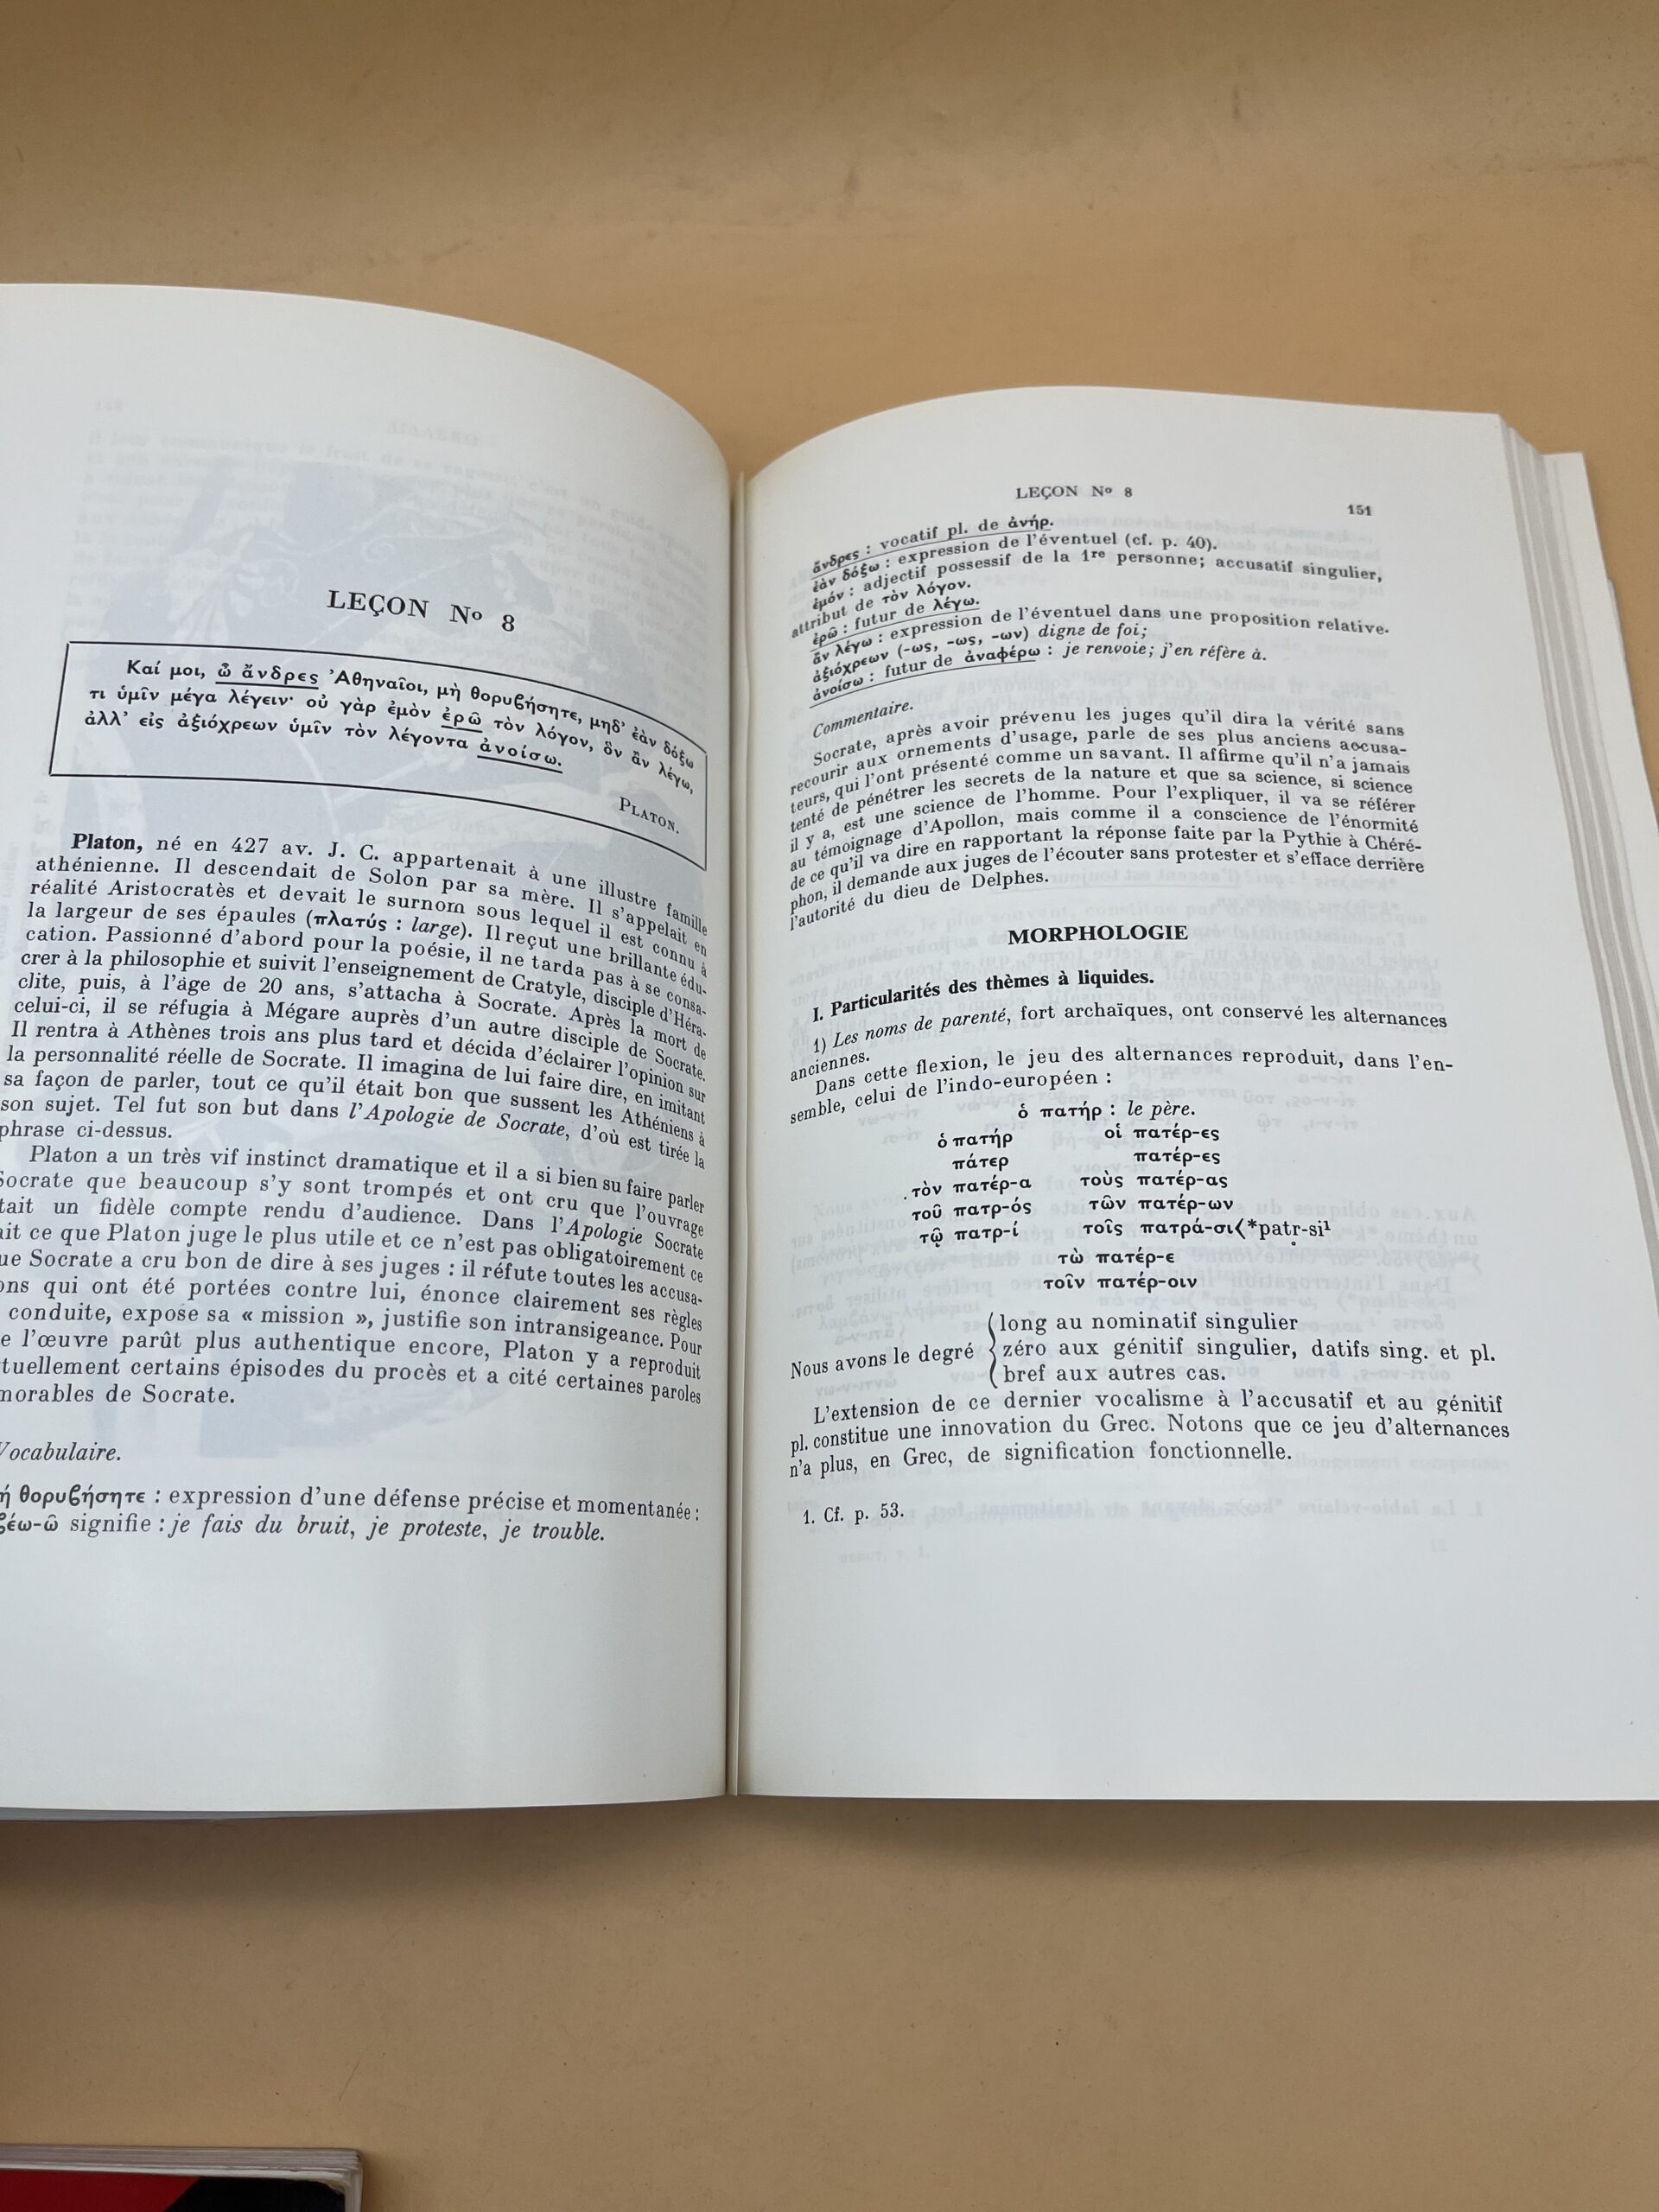 LEÇON Nº 8
Καί μοι, ὦ ἄνδρες Ἀθηναῖοι, μὴ θορυβήσητε, μηδ' ἐὰν δόξω
τι ὑμῖν μέγα λέγειν· οὐ γὰρ ἐμὸν ἐρῶ τὸν λόγον, ὃν ἂν λέγω,
ἀλλ' εἰς ἀξιόχρεων ὑμῖν τὸν λέγοντα ἀνοίσω.
PLATON.
Platon, né en 427 av. J. C. appartenait à une illustre famille
athénienne. Il descendait de Solon par sa mère. Il s'appelait en
réalité Aristocratès et devait le surnom sous lequel il est connu à
la largeur de ses épaules (πλατύς : large). Il reçut une brillante édu-
cation. Passionné d'abord pour la poésie, il ne tarda pas à se consa-
crer à la philosophie et suivit l'enseignement de Cratyle, disciple d'Héra-
clite, puis, à l'âge de 20 ans, s'attacha à Socrate. Après la mort de
celui-ci, il se réfugia à Mégare auprès d'un autre disciple de Socrate.
Il rentra à Athènes trois ans plus tard et décida d'éclairer l'opinion sur
la personnalité réelle de Socrate. Il imagina de lui faire dire, en imitant
sa façon de parler, tout ce qu'il était bon que sussent les Athéniens à
son sujet. Tel fut son but dans l'Apologie de Socrate, d'où est tirée la
phrase ci-dessus.
Platon a un très vif instinct dramatique et il a si bien su faire parler
Socrate que beaucoup s'y sont trompés et ont cru que l'ouvrage
tait un fidèle compte rendu d'audience. Dans l'Apologie Socrate
ait ce que Platon juge le plus utile et ce n'est pas obligatoirement ce
ue Socrate a cru bon de dire à ses juges : il réfute toutes les accusa-
ons qui ont été portées contre lui, énonce clairement ses règles
conduite, expose sa « mission », justifie son intransigeance. Pour
e l'œuvre parût plus authentique encore, Platon y a reproduit
tuellement certains épisodes du procès et a cité certaines paroles
morables de Socrate.
Vocabulaire.
ή θορυβήσητε : expression d'une défense précise et momentanée :
βέω-ῶ signifie : je fais du bruit, je proteste, je trouble.
LEÇON Nº 8
151
ἄνδρες : vocatif pl. de ἀνήρ.
ἐὰν δόξω : expression de l'éventuel (cf. p. 40).
ἐμόν : adjectif possessif de la 1re personne; accusatif singulier,
attribut de τὸν λόγον.
ἐρῶ : futur de λέγω.
ἂν λέγω : expression de l'éventuel dans une proposition relative.
ἀξιόχρεων (-ως, -ως, -ων) digne de foi;
ἀνοίσω : futur de ἀναφέρω : je renvoie; j'en réfère à.
Commentaire.
Socrate, après avoir prévenu les juges qu'il dira la vérité sans
recourir aux ornements d'usage, parle de ses plus anciens accusa-
teurs, qui l'ont présenté comme un savant. Il affirme qu'il n'a jamais
tenté de pénétrer les secrets de la nature et que sa science, si science
il y a, est une science de l'homme. Pour l'expliquer, il va se référer
au témoignage d'Apollon, mais comme il a conscience de l'énormité
de ce qu'il va dire en rapportant la réponse faite par la Pythie à Chéré-
phon, il demande aux juges de l'écouter sans protester et s'efface derrière
l'autorité du dieu de Delphes.
MORPHOLOGIE
I. Particularités des thèmes à liquides.
1) Les noms de parenté, fort archaïques, ont conservé les alternances
anciennes.
Dans cette flexion, le jeu des alternances reproduit, dans l'en-
semble, celui de l'indo-européen :
ὁ πατήρ : le père.
ὁ πατήρ οἱ πατέρ-ες
πάτερ πατέρ-ες
τὸν πατέρ-α τοὺς πατέρ-ας
τοῦ πατρ-ός τῶν πατέρ-ων
τῷ πατρ-ί τοῖς πατρά-σι<*patr̥-si¹
τὼ πατέρ-ε
τοῖν πατέρ-οιν
long au nominatif singulier
Nous avons le degré zéro aux génitif singulier, datifs sing. et pl.
bref aux autres cas.
L'extension de ce dernier vocalisme à l'accusatif et au génitif
pl. constitue une innovation du Grec. Notons que ce jeu d'alternances
n'a plus, en Grec, de signification fonctionnelle.
1. Cf. p. 53.